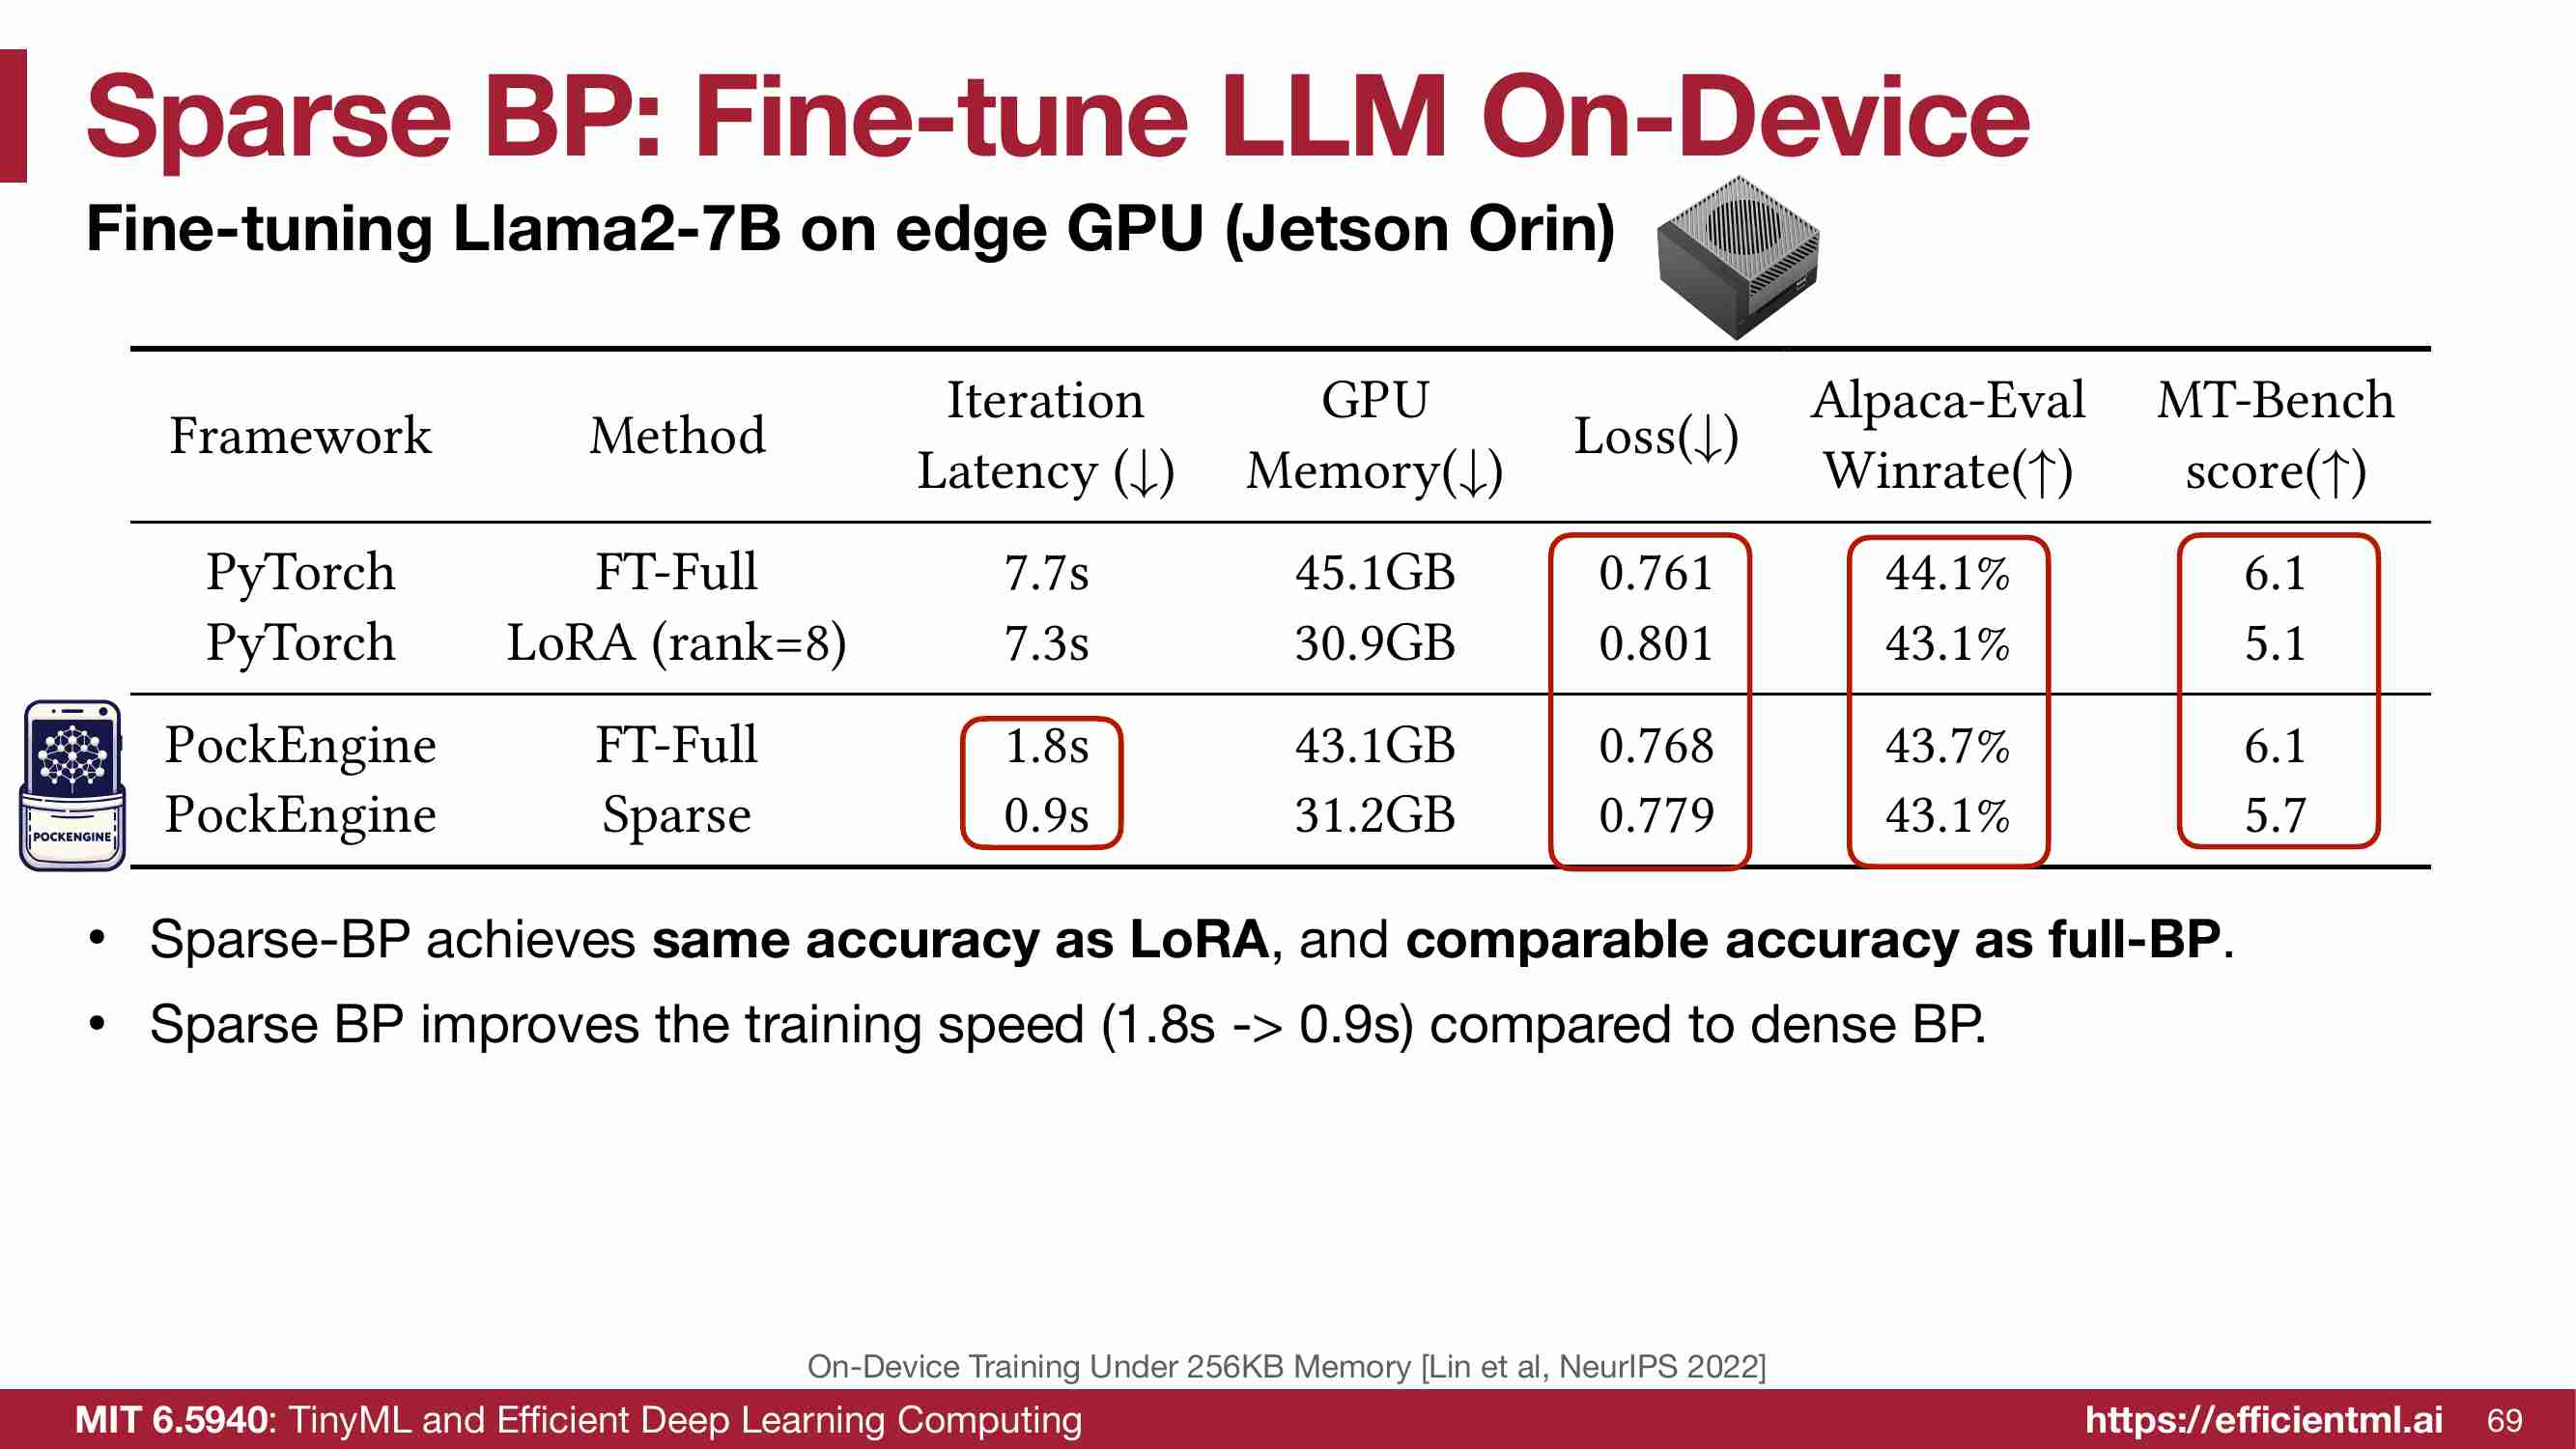 Sparse BP: Fine-tune LLM On-Device
Fine-tuning Llama2-7B on edge GPU (Jetson Orin)
Framework Method Iteration Latency (↓) GPU Memory(↓) Loss(↓) Alpaca-Eval Winrate(↑) MT-Bench score(↑)
PyTorch FT-Full 7.7s 45.1GB 0.761 44.1% 6.1
PyTorch LoRA (rank=8) 7.3s 30.9GB 0.801 43.1% 5.1
PockEngine FT-Full 1.8s 43.1GB 0.768 43.7% 6.1
PockEngine Sparse 0.9s 31.2GB 0.779 43.1% 5.7
POCKENGINE
• Sparse-BP achieves same accuracy as LoRA, and comparable accuracy as full-BP.
• Sparse BP improves the training speed (1.8s -> 0.9s) compared to dense BP.
On-Device Training Under 256KB Memory [Lin et al, NeurIPS 2022]
MIT 6.5940: TinyML and Efficient Deep Learning Computing https://efficientml.ai 69